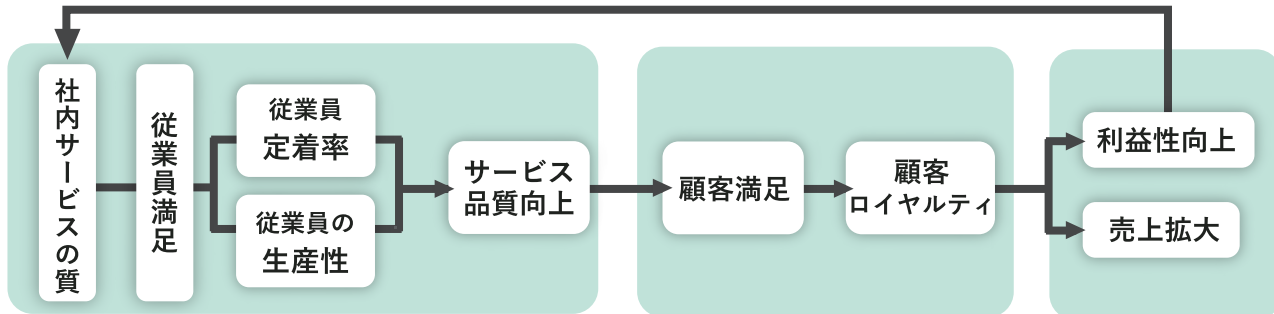 社内サービスの質
従業員満足
従業員
定着率
従業員の
生産性
サービス
品質向上
顧客満足
顧客
ロイヤルティ
利益性向上
売上拡大